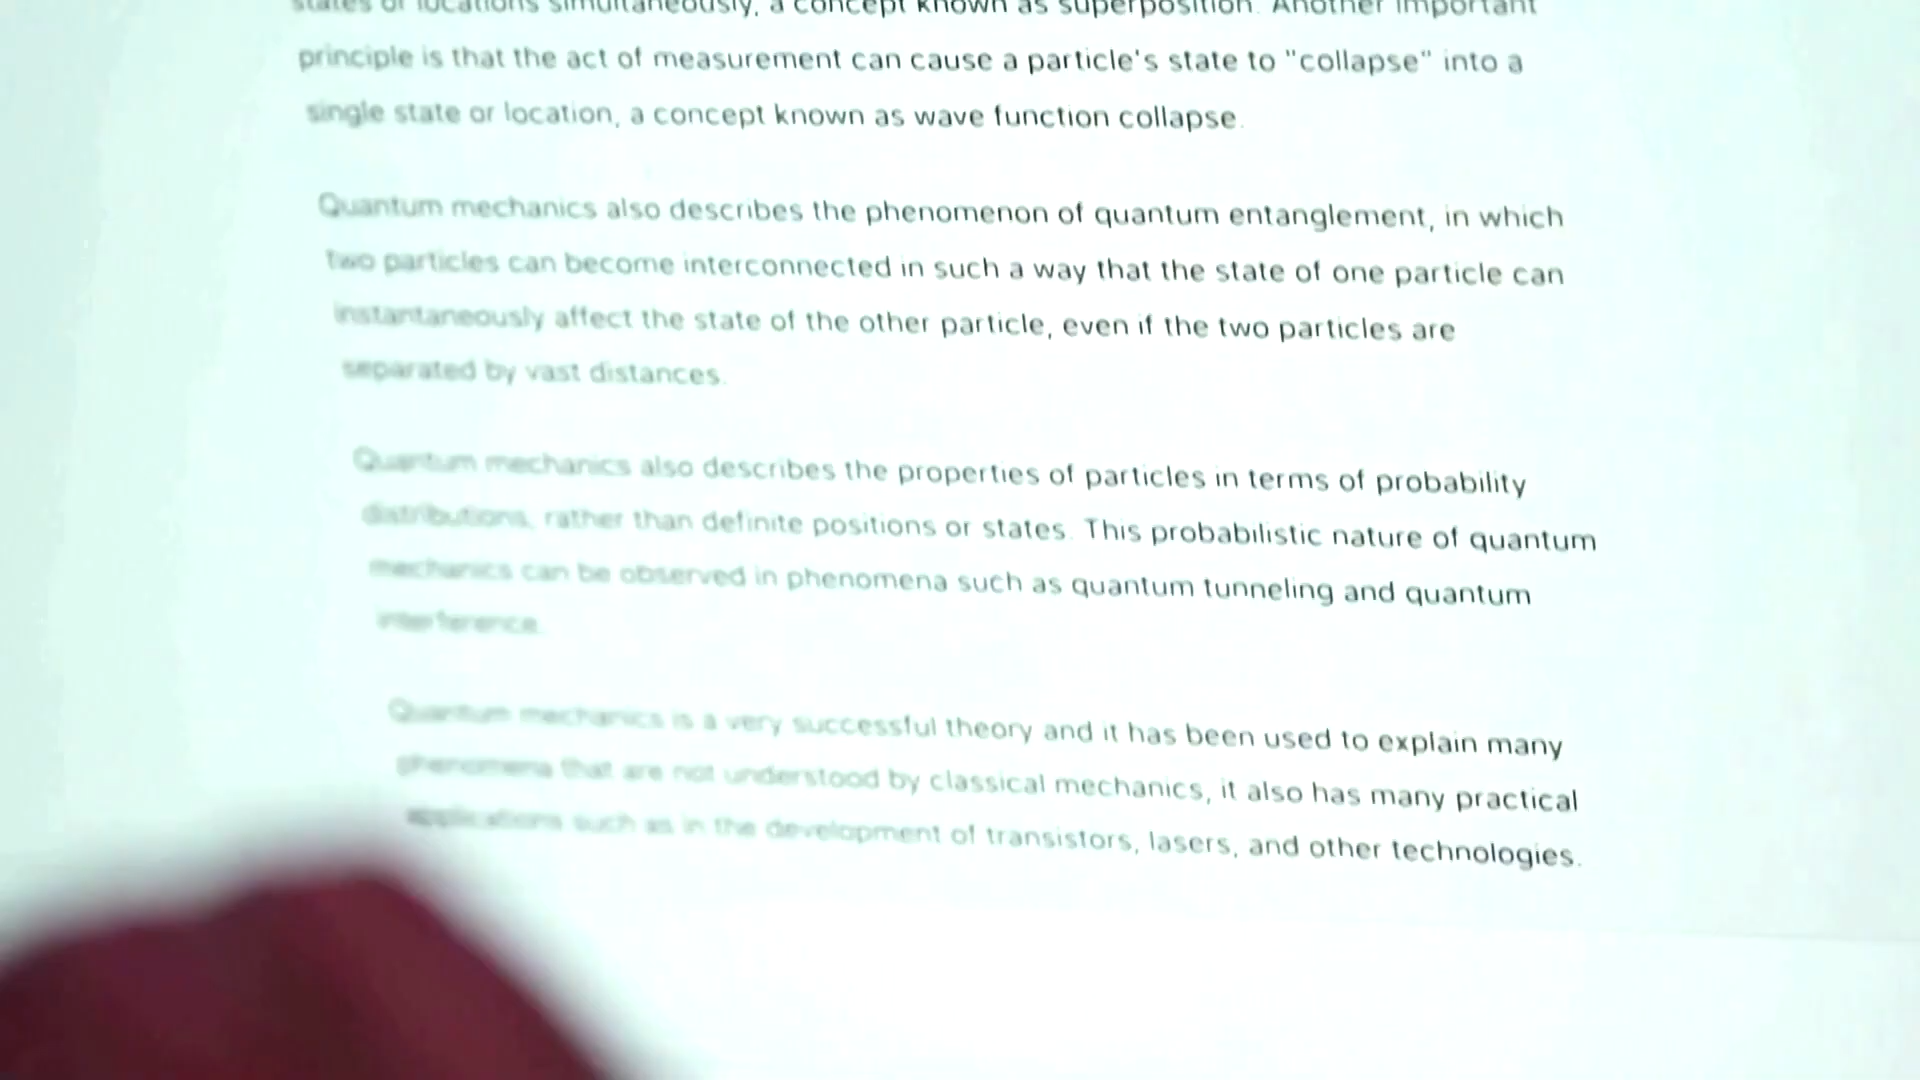 states or locations simultaneously, a concept known as superposition. Another important
principle is that the act of measurement can cause a particle's state to "collapse" into a
single state or location, a concept known as wave function collapse.
Quantum mechanics also describes the phenomenon of quantum entanglement, in which
two particles can become interconnected in such a way that the state of one particle can
instantaneously affect the state of the other particle, even if the two particles are
separated by vast distances.
Quantum mechanics also describes the properties of particles in terms of probability
distributions, rather than definite positions or states. This probabilistic nature of quantum
mechanics can be observed in phenomena such as quantum tunneling and quantum
interference.
Quantum mechanics is a very successful theory and it has been used to explain many
phenomena that are not understood by classical mechanics, it also has many practical
applications such as in the development of transistors, lasers, and other technologies.